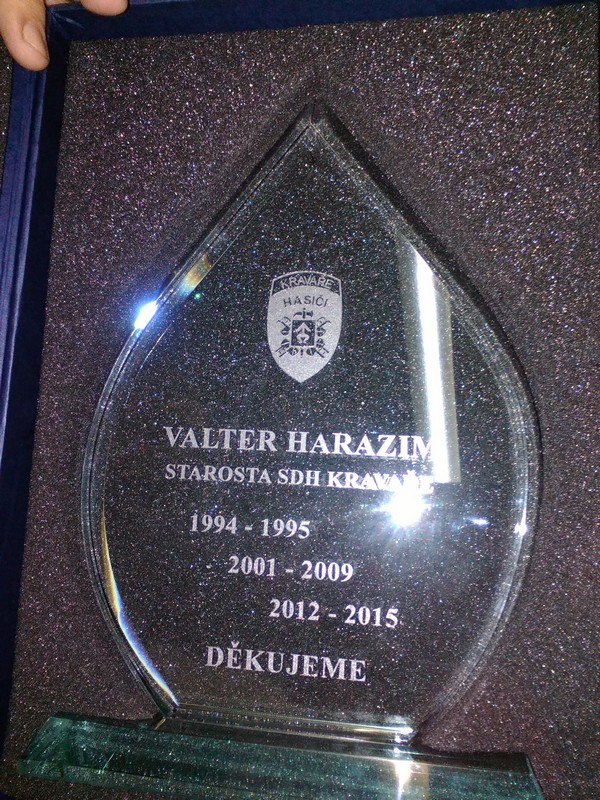 KRAVAŘE
HASIČI
VALTER HARAZIM
STAROSTA SDH KRAVAŘE
1994 - 1995
2001 - 2009
2012 - 2015
DĚKUJEME